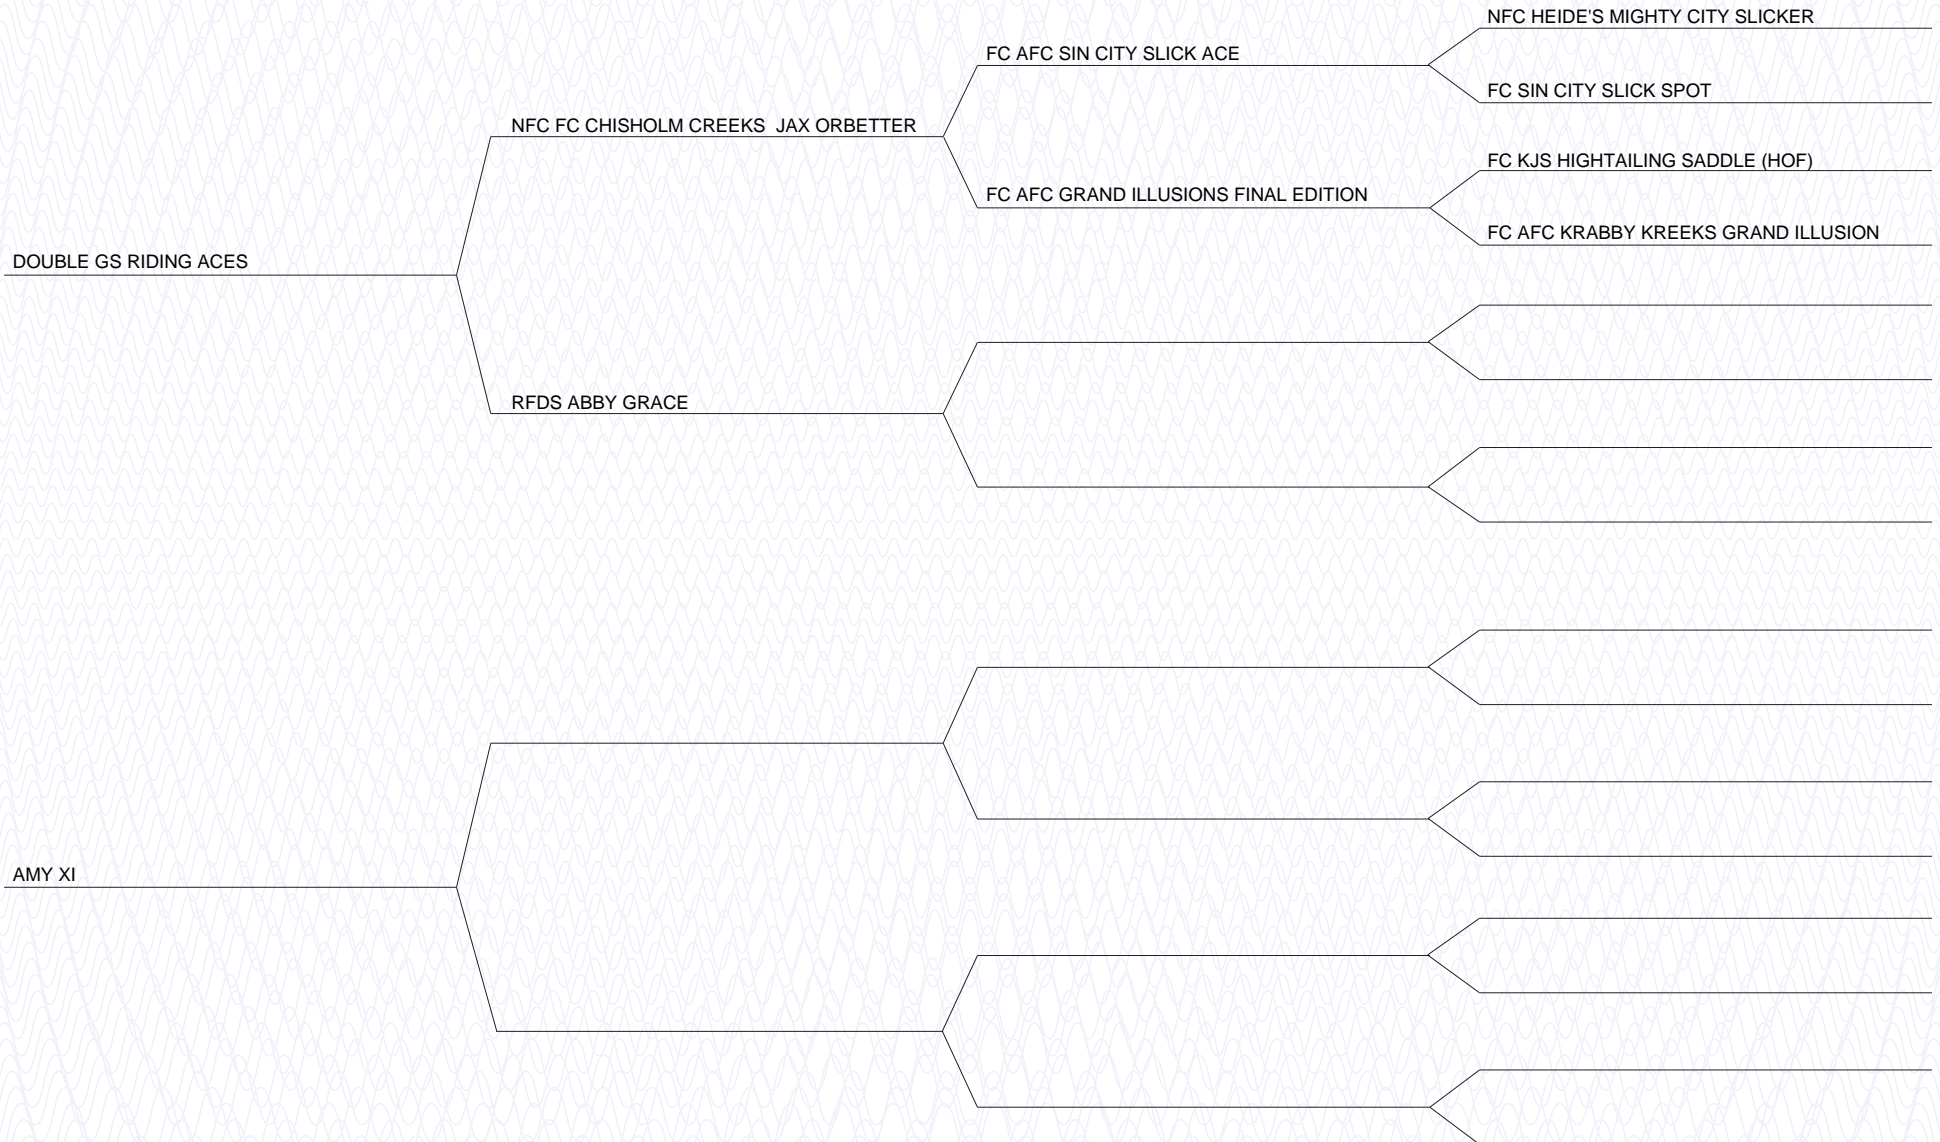 NFC HEIDE'S MIGHTY CITY SLICKER
FC AFC SIN CITY SLICK ACE
FC SIN CITY SLICK SPOT
NFC FC CHISHOLM CREEKS  JAX ORBETTER
FC KJS HIGHTAILING SADDLE (HOF)
FC AFC GRAND ILLUSIONS FINAL EDITION
FC AFC KRABBY KREEKS GRAND ILLUSION
DOUBLE GS RIDING ACES
RFDS ABBY GRACE
AMY XI